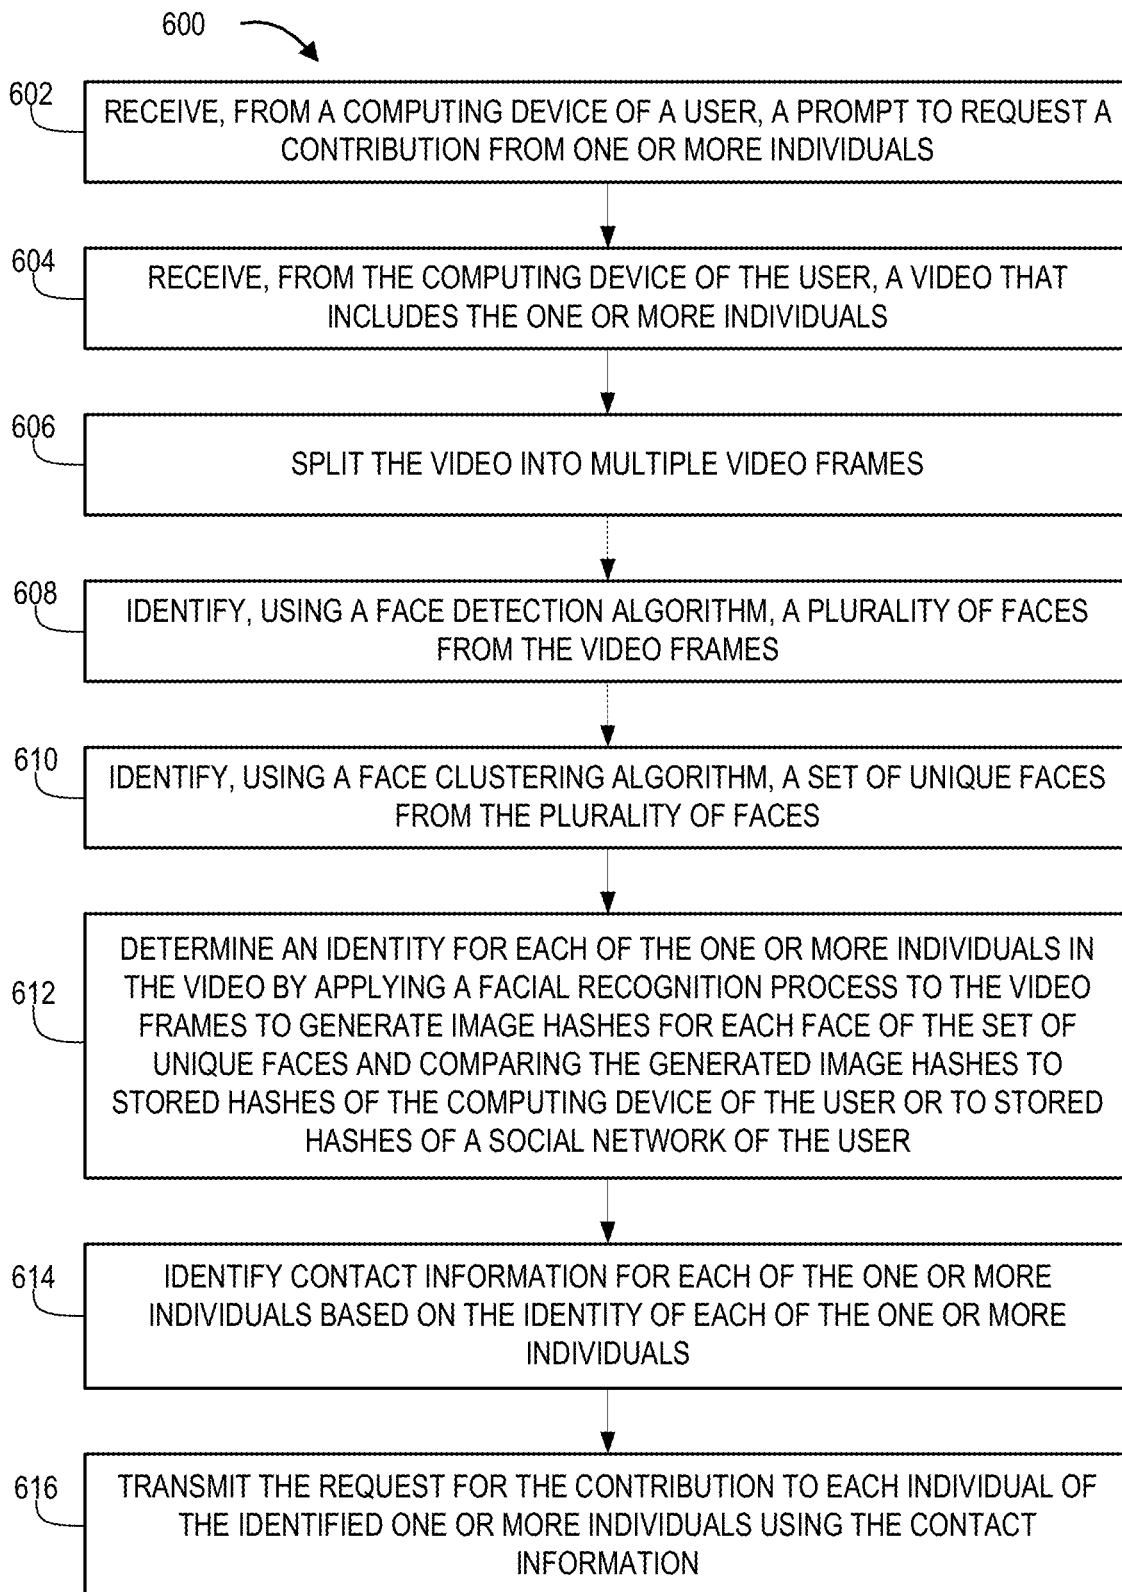 600
602
RECEIVE, FROM A COMPUTING DEVICE OF A USER, A PROMPT TO REQUEST A
CONTRIBUTION FROM ONE OR MORE INDIVIDUALS
604
RECEIVE, FROM THE COMPUTING DEVICE OF THE USER, A VIDEO THAT
INCLUDES THE ONE OR MORE INDIVIDUALS
606
SPLIT THE VIDEO INTO MULTIPLE VIDEO FRAMES
608
IDENTIFY, USING A FACE DETECTION ALGORITHM, A PLURALITY OF FACES
FROM THE VIDEO FRAMES
610
IDENTIFY, USING A FACE CLUSTERING ALGORITHM, A SET OF UNIQUE FACES
FROM THE PLURALITY OF FACES
612
DETERMINE AN IDENTITY FOR EACH OF THE ONE OR MORE INDIVIDUALS IN
THE VIDEO BY APPLYING A FACIAL RECOGNITION PROCESS TO THE VIDEO
FRAMES TO GENERATE IMAGE HASHES FOR EACH FACE OF THE SET OF
UNIQUE FACES AND COMPARING THE GENERATED IMAGE HASHES TO
STORED HASHES OF THE COMPUTING DEVICE OF THE USER OR TO STORED
HASHES OF A SOCIAL NETWORK OF THE USER
614
IDENTIFY CONTACT INFORMATION FOR EACH OF THE ONE OR MORE
INDIVIDUALS BASED ON THE IDENTITY OF EACH OF THE ONE OR MORE
INDIVIDUALS
616
TRANSMIT THE REQUEST FOR THE CONTRIBUTION TO EACH INDIVIDUAL OF
THE IDENTIFIED ONE OR MORE INDIVIDUALS USING THE CONTACT
INFORMATION